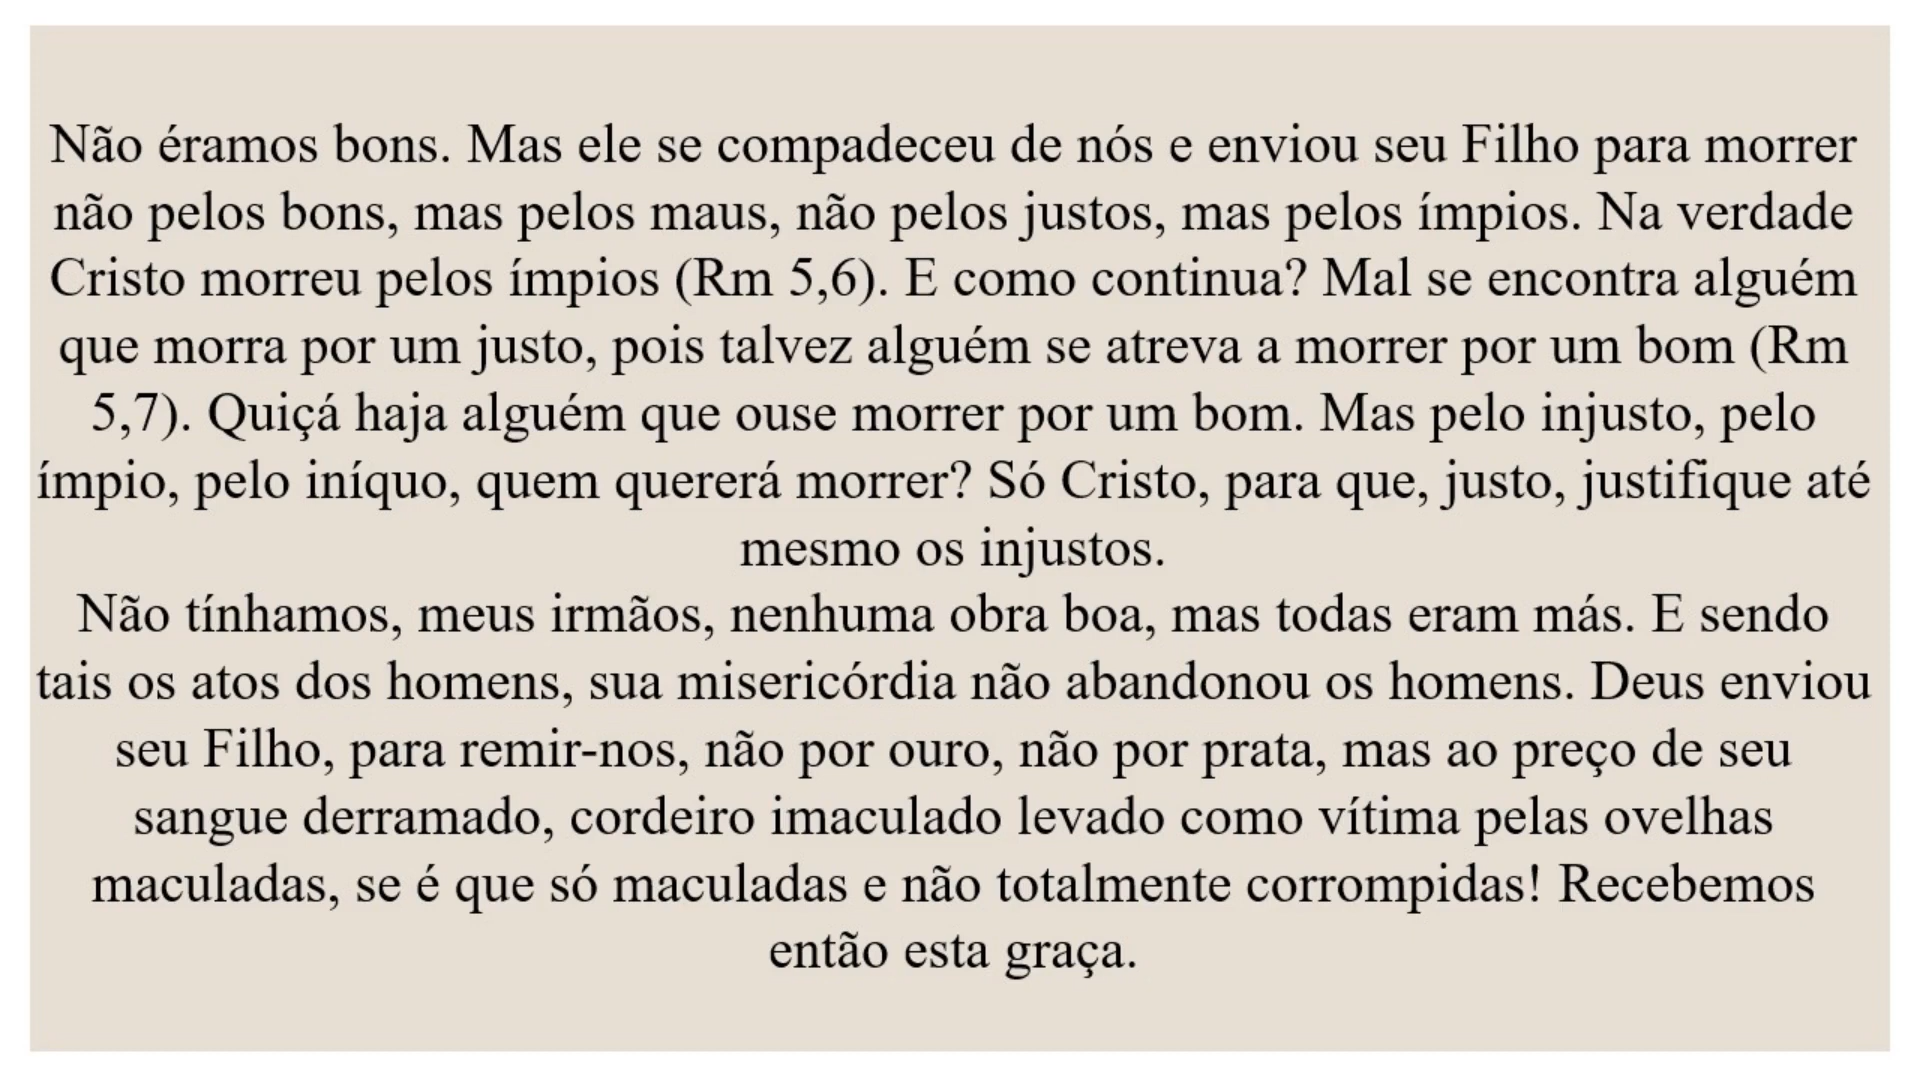 Não éramos bons. Mas ele se compadeceu de nós e enviou seu Filho para morrer
não pelos bons, mas pelos maus, não pelos justos, mas pelos ímpios. Na verdade
Cristo morreu pelos ímpios (Rm 5,6). E como continua? Mal se encontra alguém
que morra por um justo, pois talvez alguém se atreva a morrer por um bom (Rm
5,7). Quiçá haja alguém que ouse morrer por um bom. Mas pelo injusto, pelo
ímpio, pelo iníquo, quem quererá morrer? Só Cristo, para que, justo, justifique até
mesmo os injustos.
Não tínhamos, meus irmãos, nenhuma obra boa, mas todas eram más. E sendo
tais os atos dos homens, sua misericórdia não abandonou os homens. Deus enviou
seu Filho, para remir-nos, não por ouro, não por prata, mas ao preço de seu
sangue derramado, cordeiro imaculado levado como vítima pelas ovelhas
maculadas, se é que só maculadas e não totalmente corrompidas! Recebemos
então esta graça.